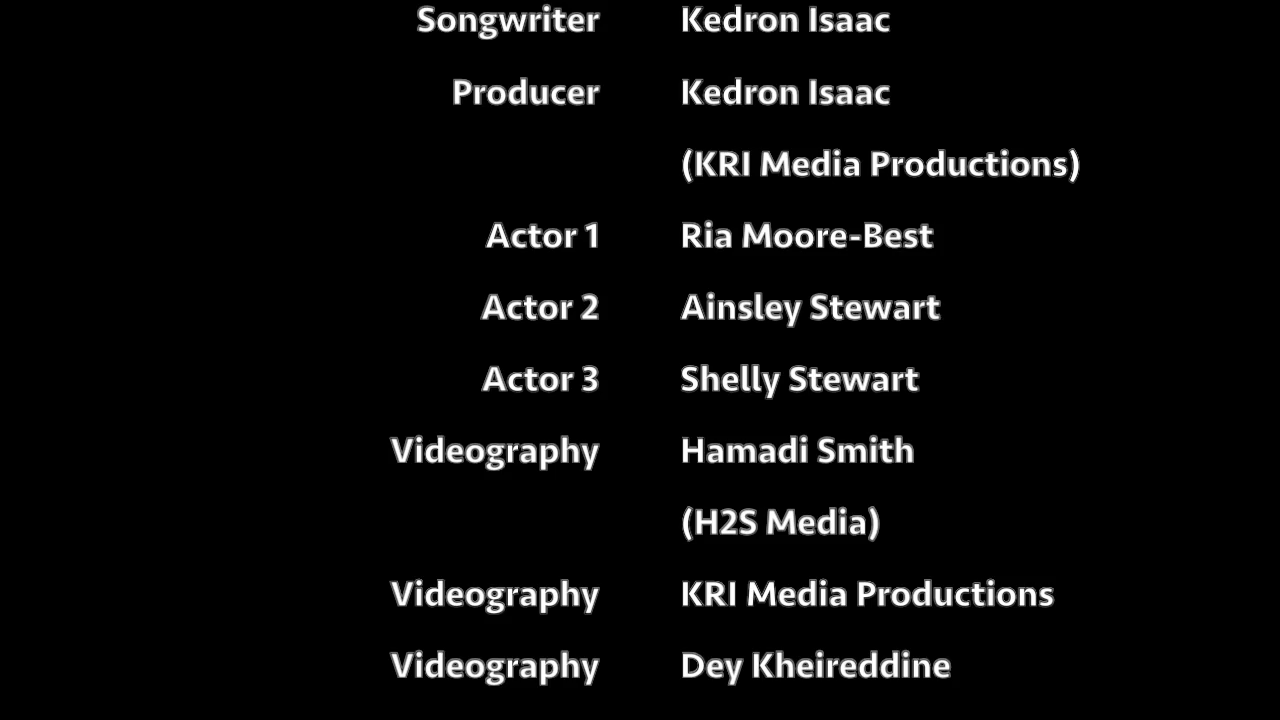 Songwriter Kedron Isaac
Producer Kedron Isaac
(KRI Media Productions)
Actor 1 Ria Moore-Best
Actor 2 Ainsley Stewart
Actor 3 Shelly Stewart
Videography Hamadi Smith
(H2S Media)
Videography KRI Media Productions
Videography Dey Kheireddine